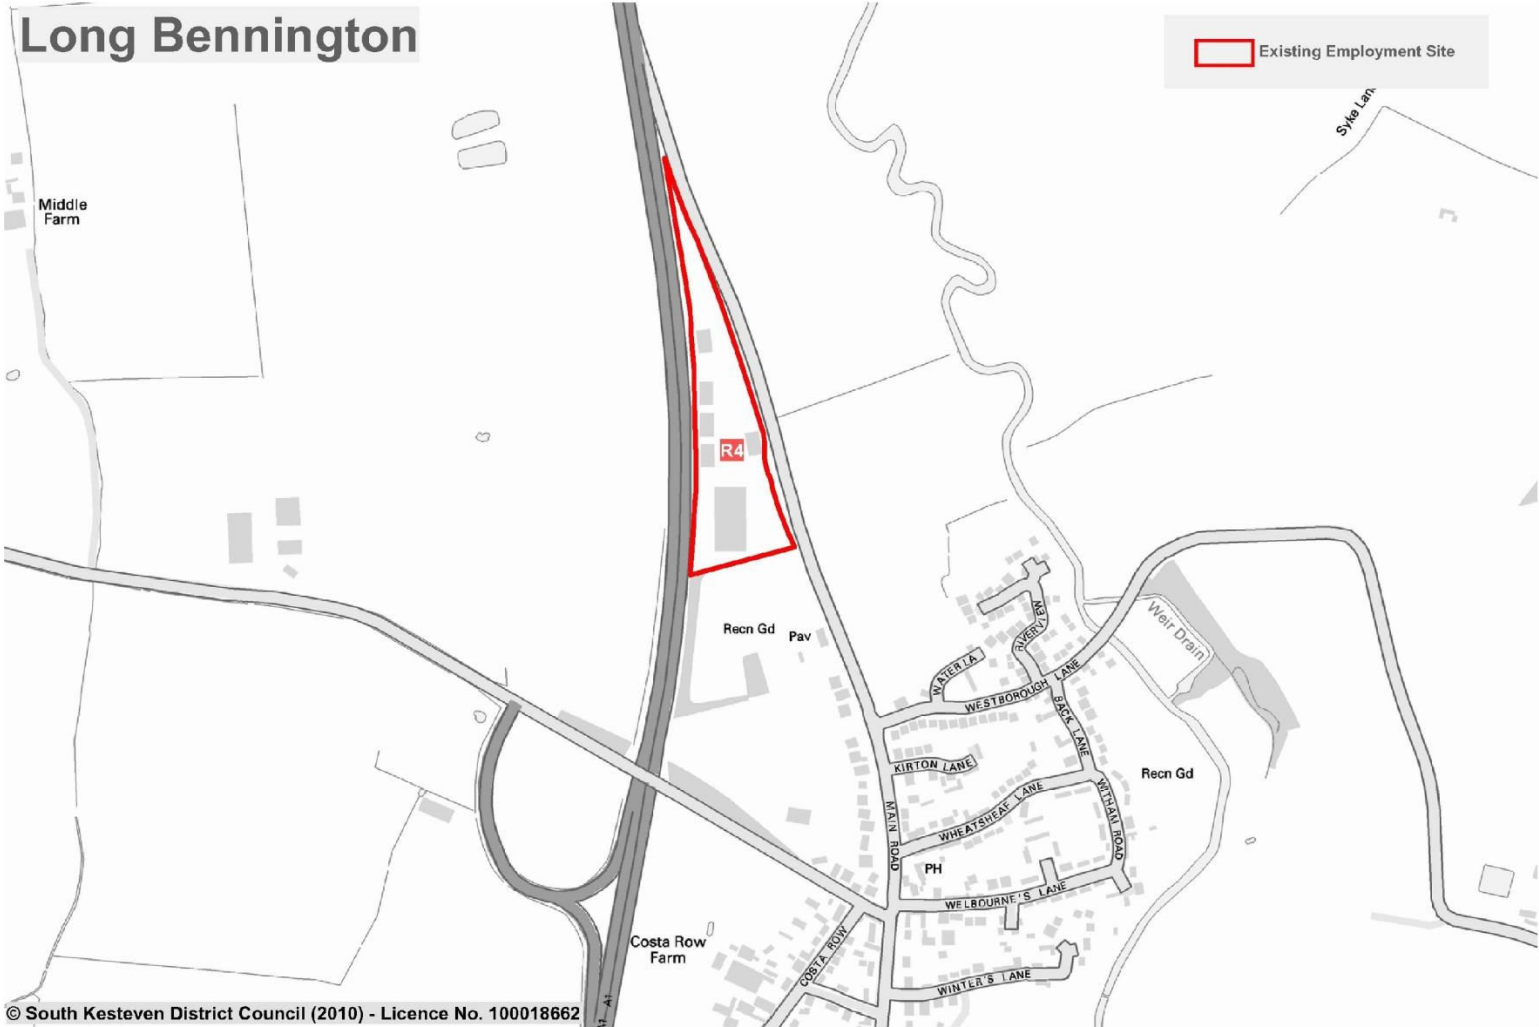 Long Bennington
Existing Employment Site
Syke Lane
Middle
Farm
R4
Recn Gd
Pav
RIVERVIEW
Weir Drain
WATER LA
WESTBOROUGH LANE
BACK LANE
KIRTON LANE
Recn Gd
WHEATSHEAF LANE
WITHAM ROAD
MAIN ROAD
PH
WELBOURNE'S LANE
COSTA ROW
Costa Row
Farm
WINTER'S LANE
A1
A1
© South Kesteven District Council (2010) - Licence No. 100018662